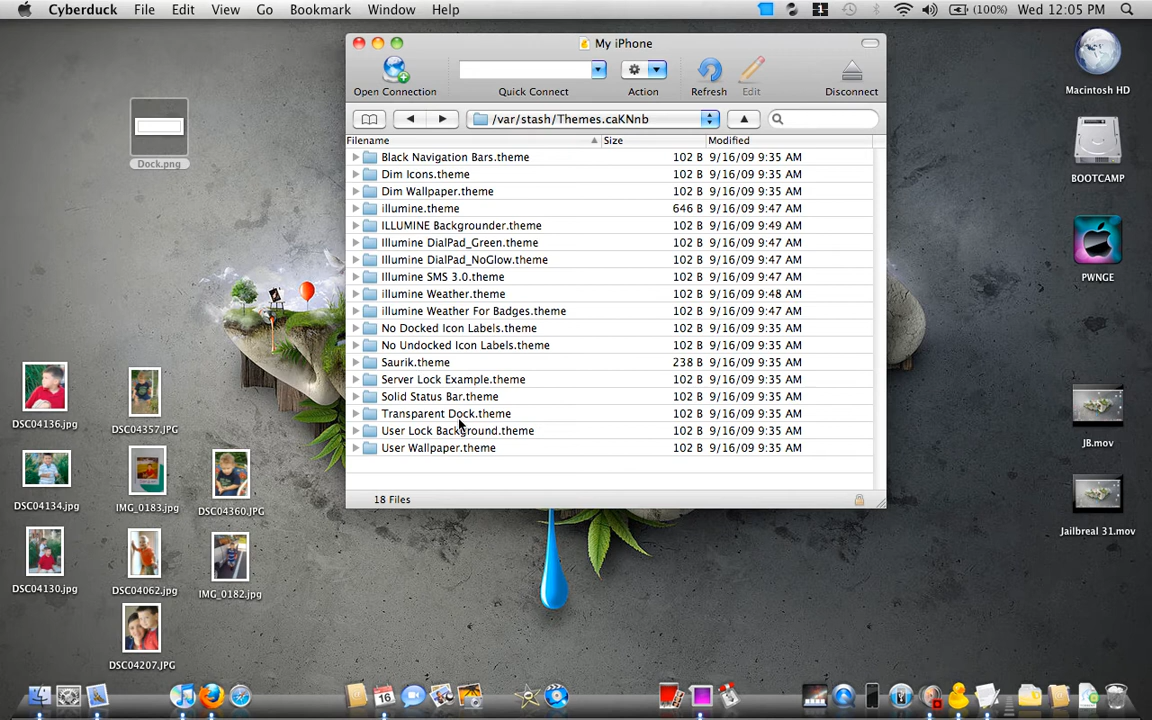 Cyberduck File Edit View Go Bookmark Window Help 1 (100%) Wed 12:05 PM
My iPhone
Open Connection Quick Connect Action Refresh Edit Disconnect
/var/stash/Themes.caKNnb
Filename Size Modified
Black Navigation Bars.theme 102 B 9/16/09 9:35 AM
Dim Icons.theme 102 B 9/16/09 9:35 AM
Dim Wallpaper.theme 102 B 9/16/09 9:35 AM
illumine.theme 646 B 9/16/09 9:47 AM
ILLUMINE Backgrounder.theme 102 B 9/16/09 9:49 AM
Illumine DialPad_Green.theme 102 B 9/16/09 9:47 AM
Illumine DialPad_NoGlow.theme 102 B 9/16/09 9:47 AM
Illumine SMS 3.0.theme 102 B 9/16/09 9:47 AM
illumine Weather.theme 102 B 9/16/09 9:48 AM
illumine Weather For Badges.theme 102 B 9/16/09 9:47 AM
No Docked Icon Labels.theme 102 B 9/16/09 9:35 AM
No Undocked Icon Labels.theme 102 B 9/16/09 9:35 AM
Saurik.theme 238 B 9/16/09 9:35 AM
Server Lock Example.theme 102 B 9/16/09 9:35 AM
Solid Status Bar.theme 102 B 9/16/09 9:35 AM
Transparent Dock.theme 102 B 9/16/09 9:35 AM
User Lock Background.theme 102 B 9/16/09 9:35 AM
User Wallpaper.theme 102 B 9/16/09 9:35 AM
18 Files
Dock.png
DSC04136.jpg
DSC04357.JPG
DSC04134.jpg
IMG_0183.jpg
DSC04360.JPG
DSC04130.jpg
DSC04062.jpg
IMG_0182.jpg
DSC04207.JPG
Macintosh HD
BOOTCAMP
PWNGE
JB.mov
Jailbreal 31.mov
16